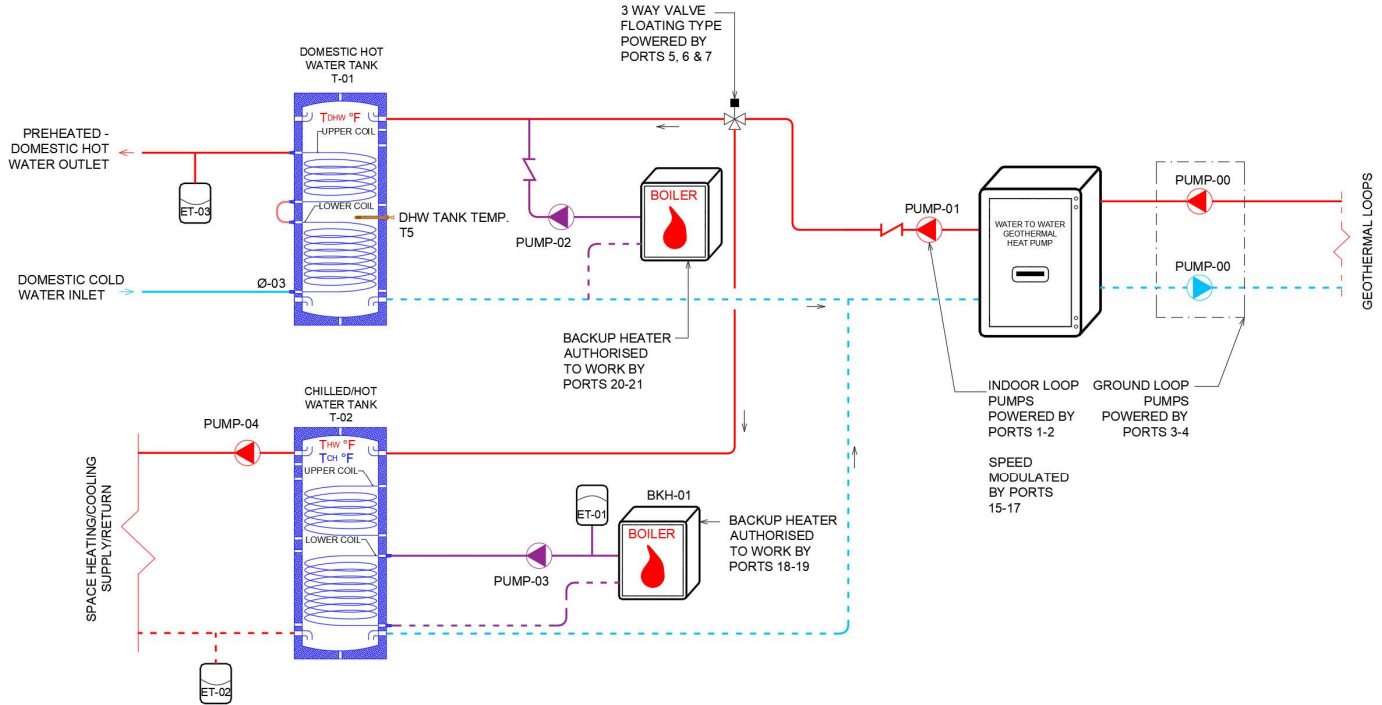 3 WAY VALVE
FLOATING TYPE
POWERED BY
PORTS 5, 6 & 7
DOMESTIC HOT
WATER TANK
T-01
TDHW °F
UPPER COIL
LOWER COIL
PREHEATED -
DOMESTIC HOT
WATER OUTLET
ET-03
DHW TANK TEMP.
T5
DOMESTIC COLD
WATER INLET
Ø-03
BOILER
PUMP-02
BACKUP HEATER
AUTHORISED
TO WORK BY
PORTS 20-21
PUMP-01
WATER TO WATER
GEOTHERMAL
HEAT PUMP
PUMP-00
PUMP-00
GEOTHERMAL LOOPS
INDOOR LOOP
PUMPS
POWERED BY
PORTS 1-2
SPEED
MODULATED
BY PORTS
15-17
GROUND LOOP
PUMPS
POWERED BY
PORTS 3-4
CHILLED/HOT
WATER TANK
T-02
THW °F
TCH °F
UPPER COIL
LOWER COIL
PUMP-04
SPACE HEATING/COOLING
SUPPLY/RETURN
ET-02
ET-01
PUMP-03
BKH-01
BOILER
BACKUP HEATER
AUTHORISED
TO WORK BY
PORTS 18-19